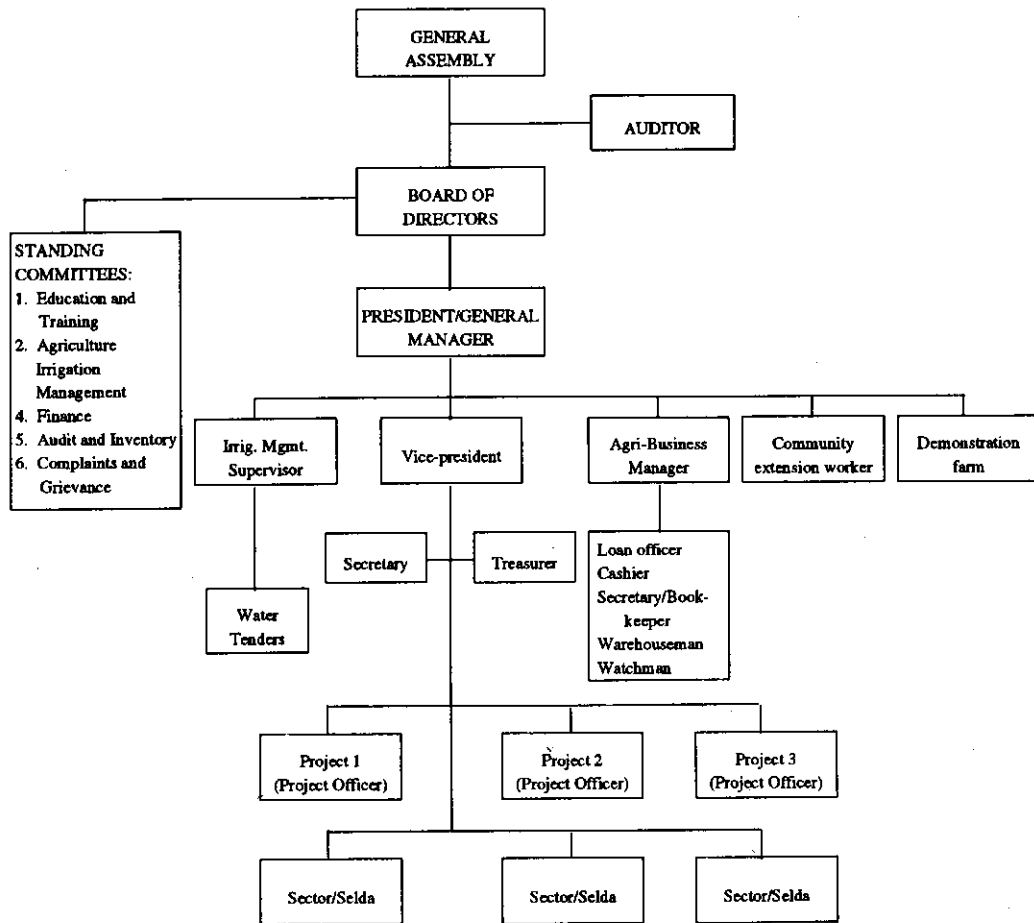 GENERAL
ASSEMBLY
AUDITOR
BOARD OF
DIRECTORS
STANDING
COMMITTEES:
1. Education and
Training
2. Agriculture
Irrigation
Management
4. Finance
5. Audit and Inventory
6. Complaints and
Grievance
PRESIDENT/GENERAL
MANAGER
Irrig. Mgmt.
Supervisor
Vice-president
Agri-Business
Manager
Community
extension worker
Demonstration
farm
Secretary
Treasurer
Loan officer
Cashier
Secretary/Book-
keeper
Warehouseman
Watchman
Water
Tenders
Project 1
(Project Officer)
Project 2
(Project Officer)
Project 3
(Project Officer)
Sector/Selda
Sector/Selda
Sector/Selda